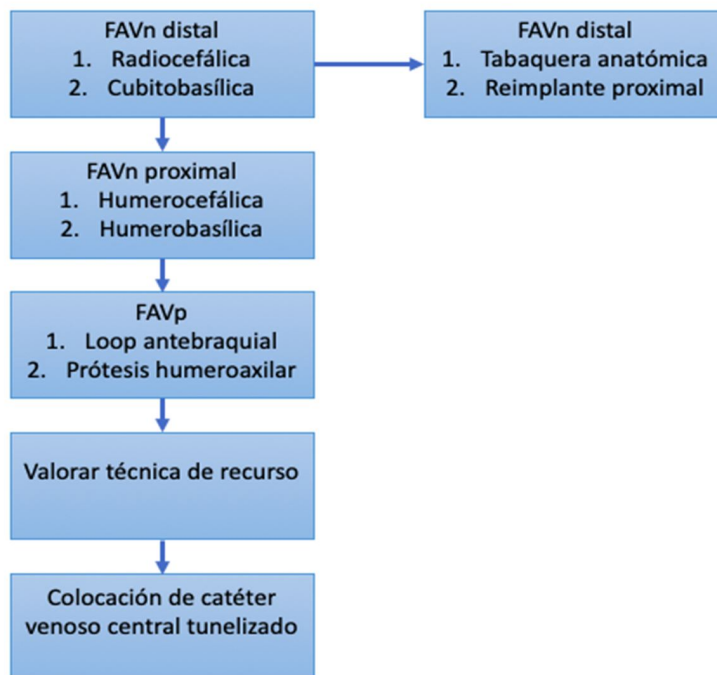 FAVn distal
1. Radiocefálica
2. Cubitobasílica
FAVn distal
1. Tabaquera anatómica
2. Reimplante proximal
FAVn proximal
1. Humerocefálica
2. Humerobasílica
FAVp
1. Loop antebraquial
2. Prótesis humeroaxilar
Valorar técnica de recurso
Colocación de catéter
venoso central tunelizado